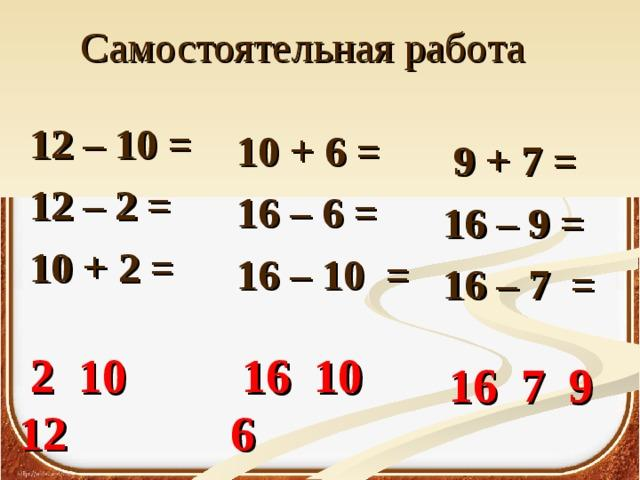 Самостоятельная работа
12 – 10 =
12 – 2 =
10 + 2 =
10 + 6 =
16 – 6 =
16 – 10 =
9 + 7 =
16 – 9 =
16 – 7 =
2 10
12
16 10
6
16 7 9